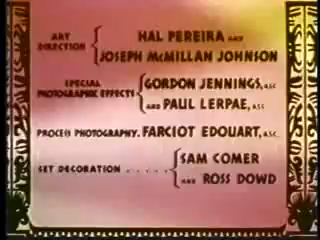 ART DIRECTION { HAL PEREIRA AND
JOSEPH McMILLAN JOHNSON
SPECIAL PHOTOGRAPHIC EFFECTS { GORDON JENNINGS, A.S.C.
AND PAUL LERPAE, A.S.C.
PROCESS PHOTOGRAPHY. FARCIOT EDOUART, A.S.C.
SET DECORATION ..... { SAM COMER
AND ROSS DOWD